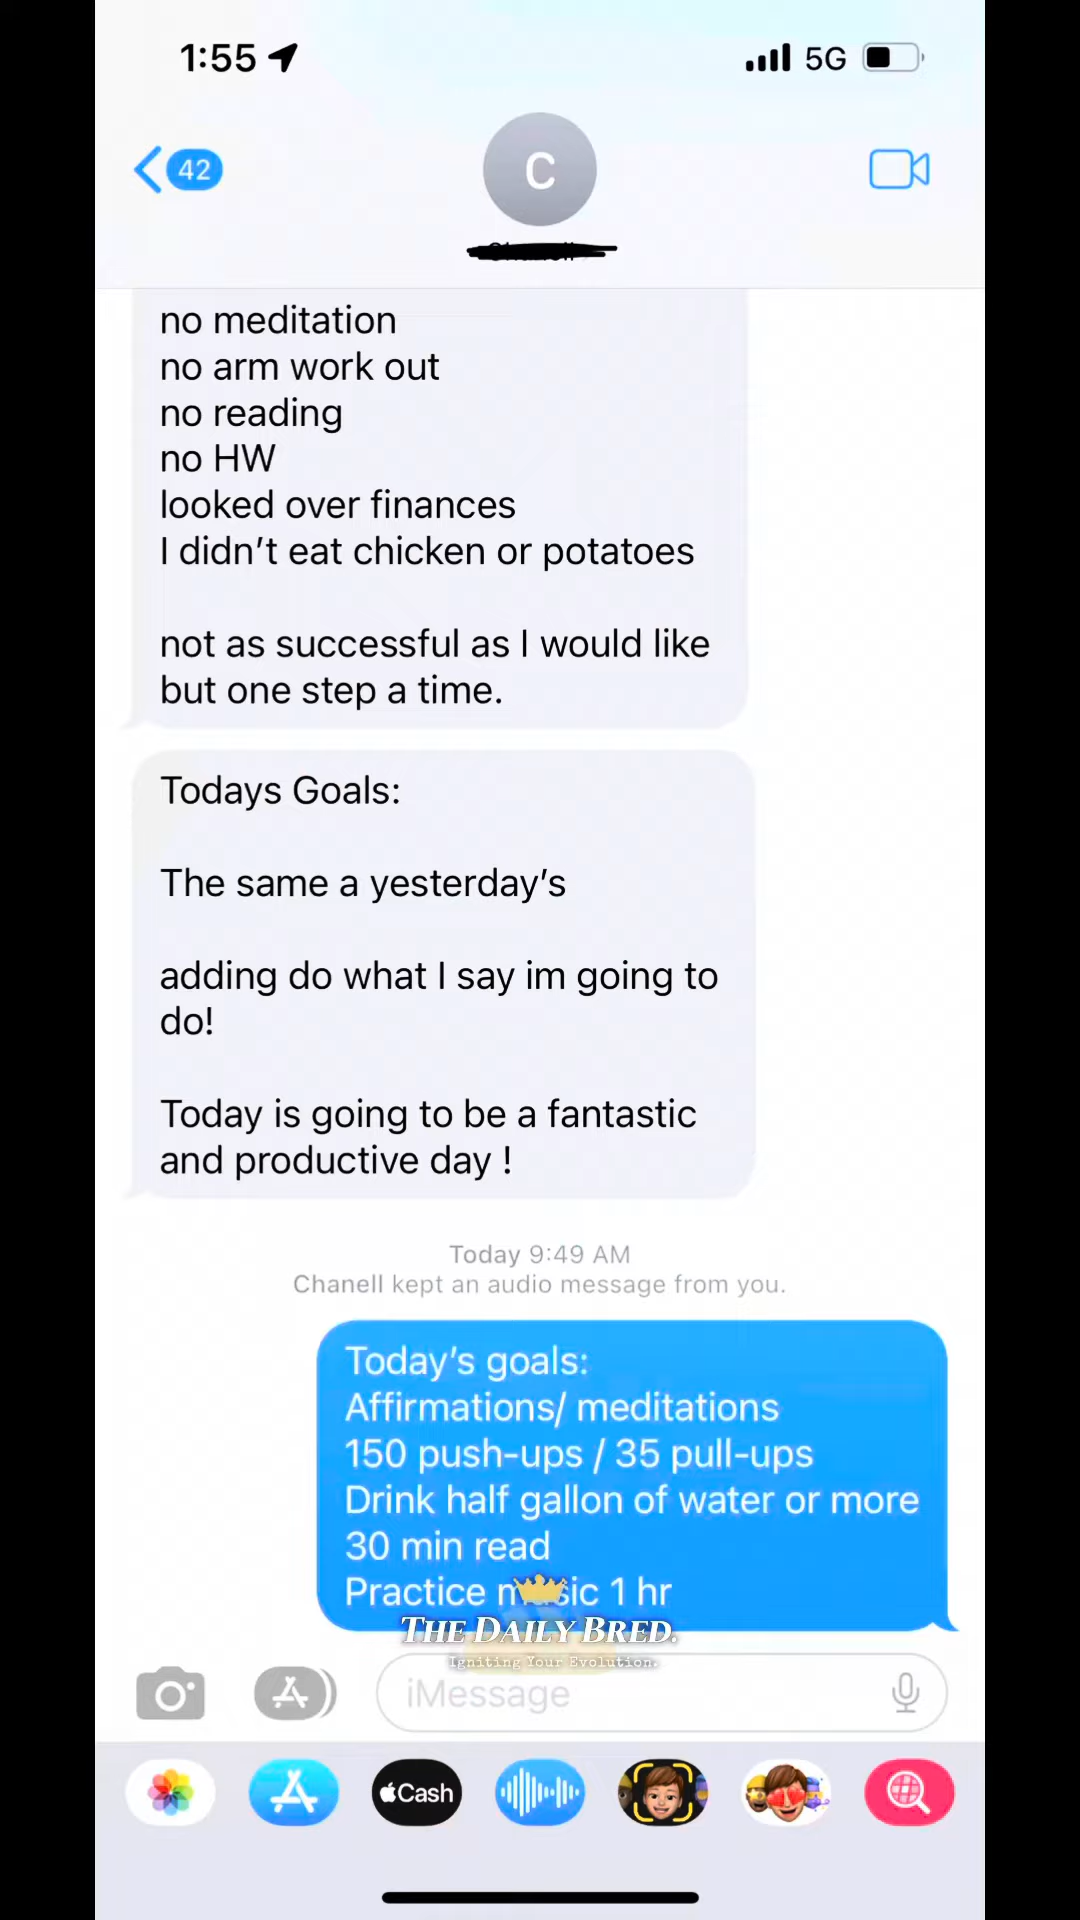 1:55
5G
42
C
no meditation
no arm work out
no reading
no HW
looked over finances
I didn't eat chicken or potatoes
not as successful as I would like
but one step a time.
Todays Goals:
The same a yesterday's
adding do what I say im going to
do!
Today is going to be a fantastic
and productive day !
Today 9:49 AM
Chanell kept an audio message from you.
Today's goals:
Affirmations/ meditations
150 push-ups / 35 pull-ups
Drink half gallon of water or more
30 min read
Practice music 1 hr
THE DAILY BRED.
Igniting Your Evolution.
iMessage
Cash